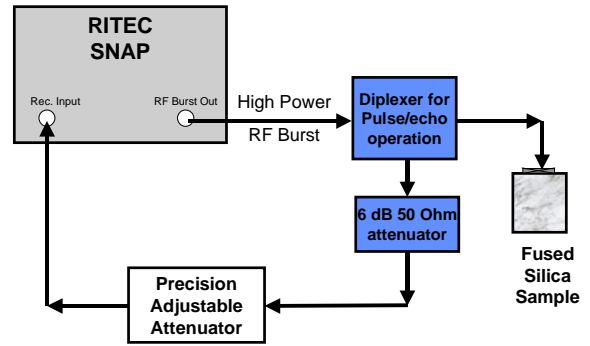 RITEC
SNAP
Rec. Input
RF Burst Out
High Power
RF Burst
Diplexer for
Pulse/echo
operation
6 dB 50 Ohm
attenuator
Fused
Silica
Sample
Precision
Adjustable
Attenuator